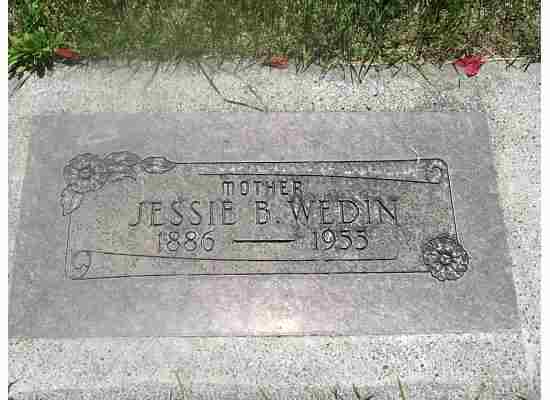 MOTHER
JESSIE B. WEDIN
1886 — 1955